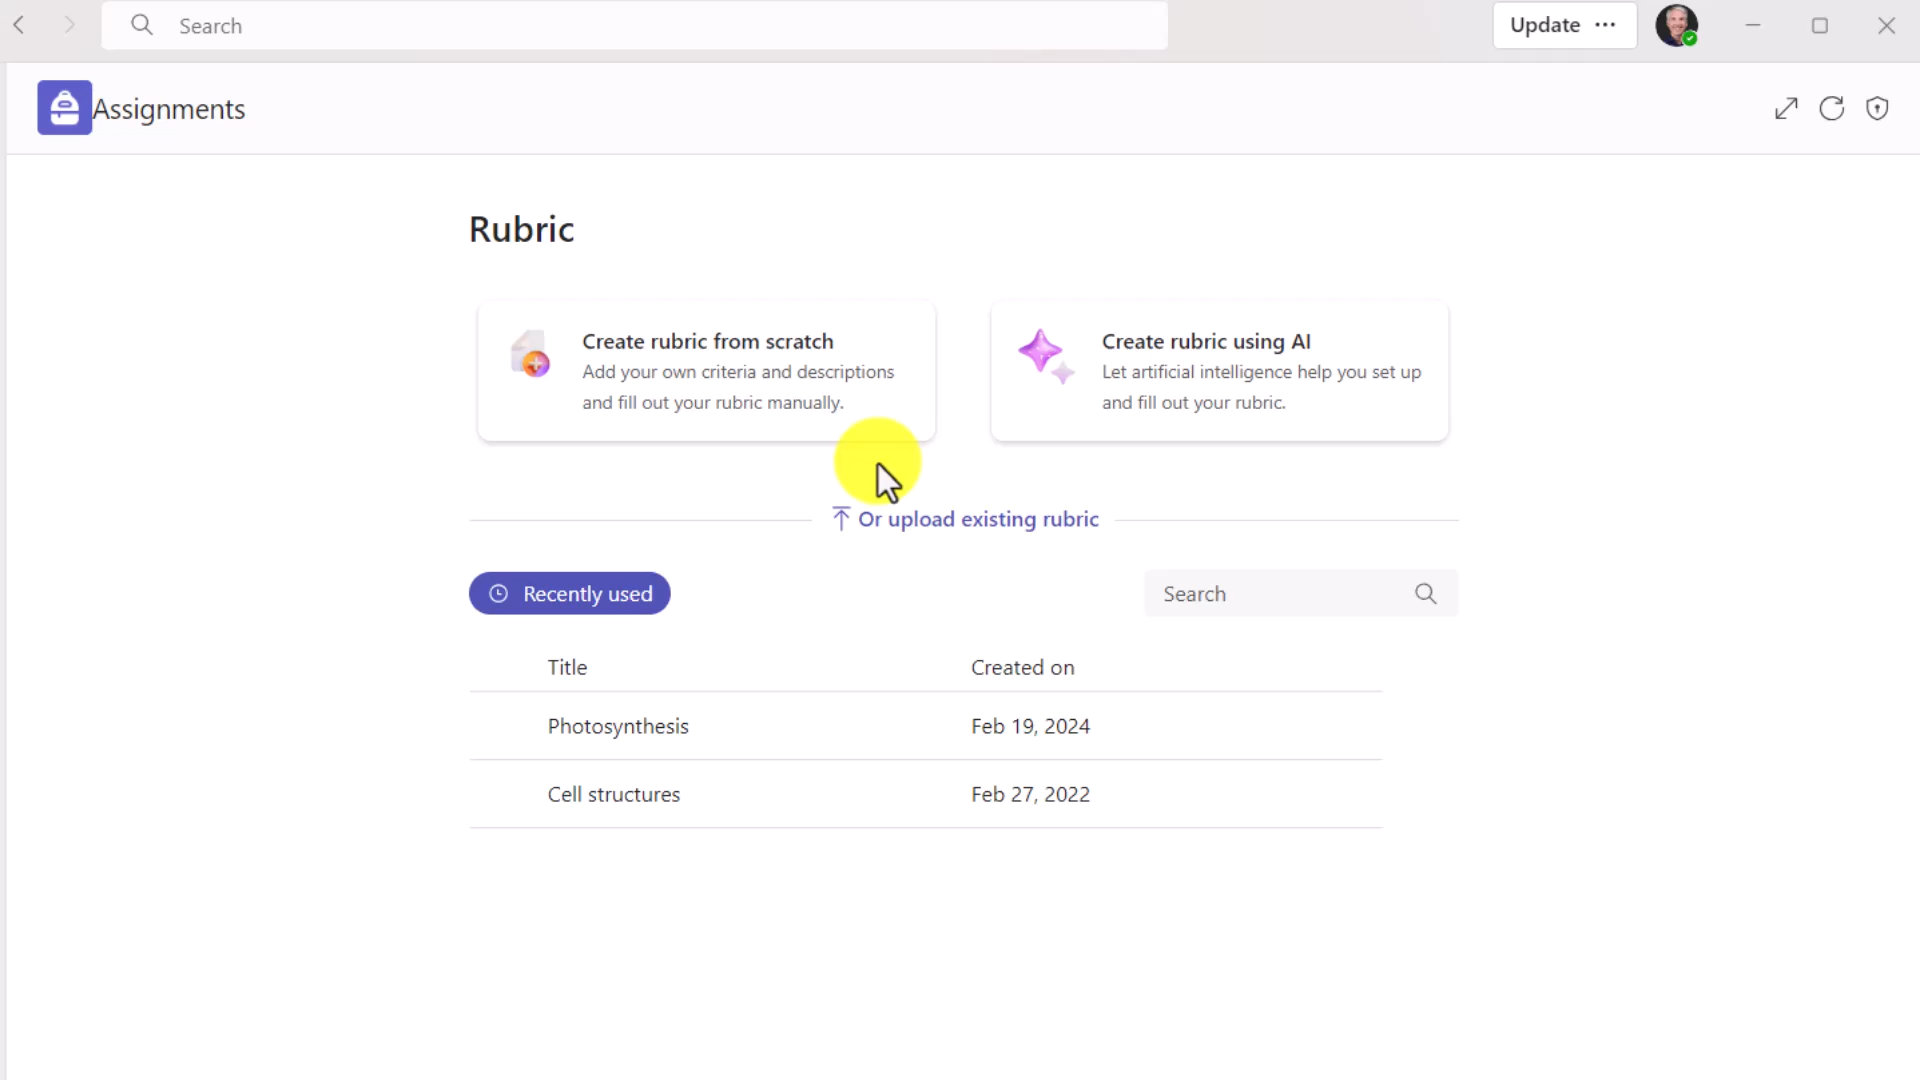 Search
Update
Assignments
Rubric
Create rubric from scratch
Add your own criteria and descriptions
and fill out your rubric manually.
Create rubric using AI
Let artificial intelligence help you set up
and fill out your rubric.
Or upload existing rubric
Recently used
Search
Title Created on
Photosynthesis Feb 19, 2024
Cell structures Feb 27, 2022